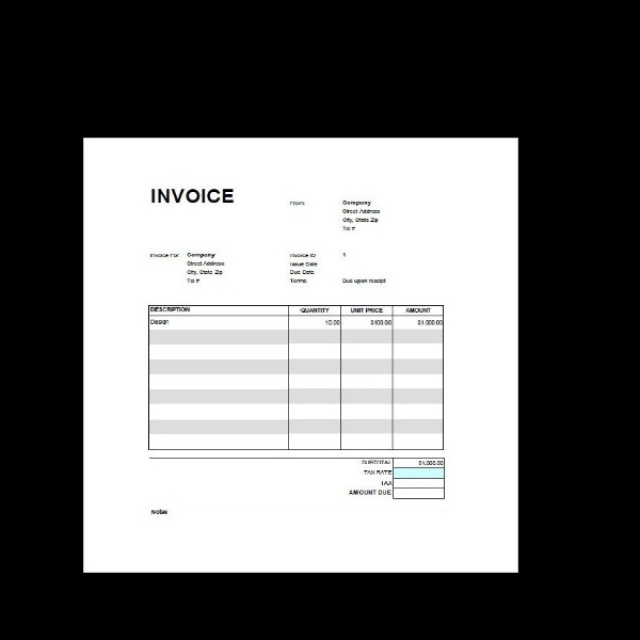 INVOICE
From: Company
Street Address
City, State Zip
Tel #
Invoice For: Company
Street Address
City, State Zip
Tel #
Invoice ID: 1
Issue Date
Due Date
Terms Due upon receipt
DESCRIPTION QUANTITY UNIT PRICE AMOUNT
Design 10.00 $100.00 $1,000.00
SUBTOTAL $1,000.00
TAX RATE
TAX
AMOUNT DUE
Notes